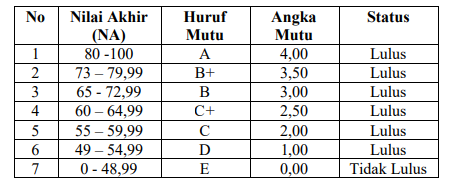 No Nilai Akhir (NA) Huruf Mutu Angka Mutu Status
1 80 -100 A 4,00 Lulus
2 73 – 79,99 B+ 3,50 Lulus
3 65 - 72,99 B 3,00 Lulus
4 60 – 64,99 C+ 2,50 Lulus
5 55 – 59,99 C 2,00 Lulus
6 49 – 54,99 D 1,00 Lulus
7 0 - 48,99 E 0,00 Tidak Lulus